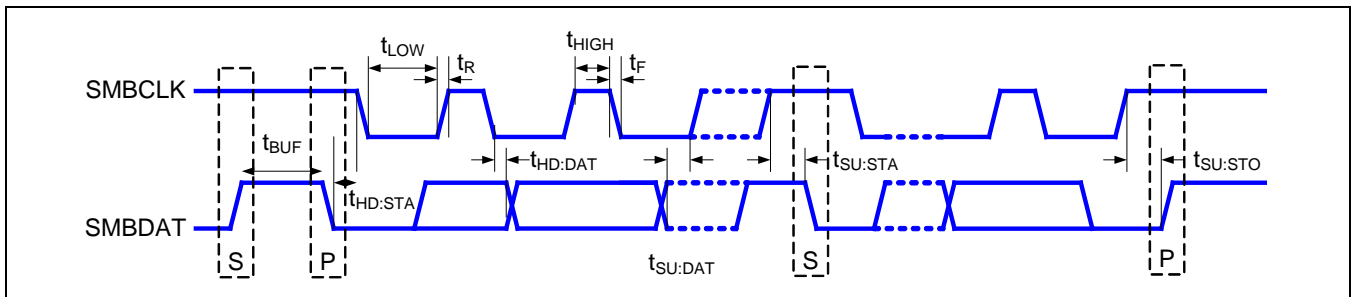 tLOW
tHIGH
tR
tF
SMBCLK
tBUF
tHD:DAT
tSU:STA
tSU:STO
tHD:STA
SMBDAT
S
P
tSU:DAT
S
P